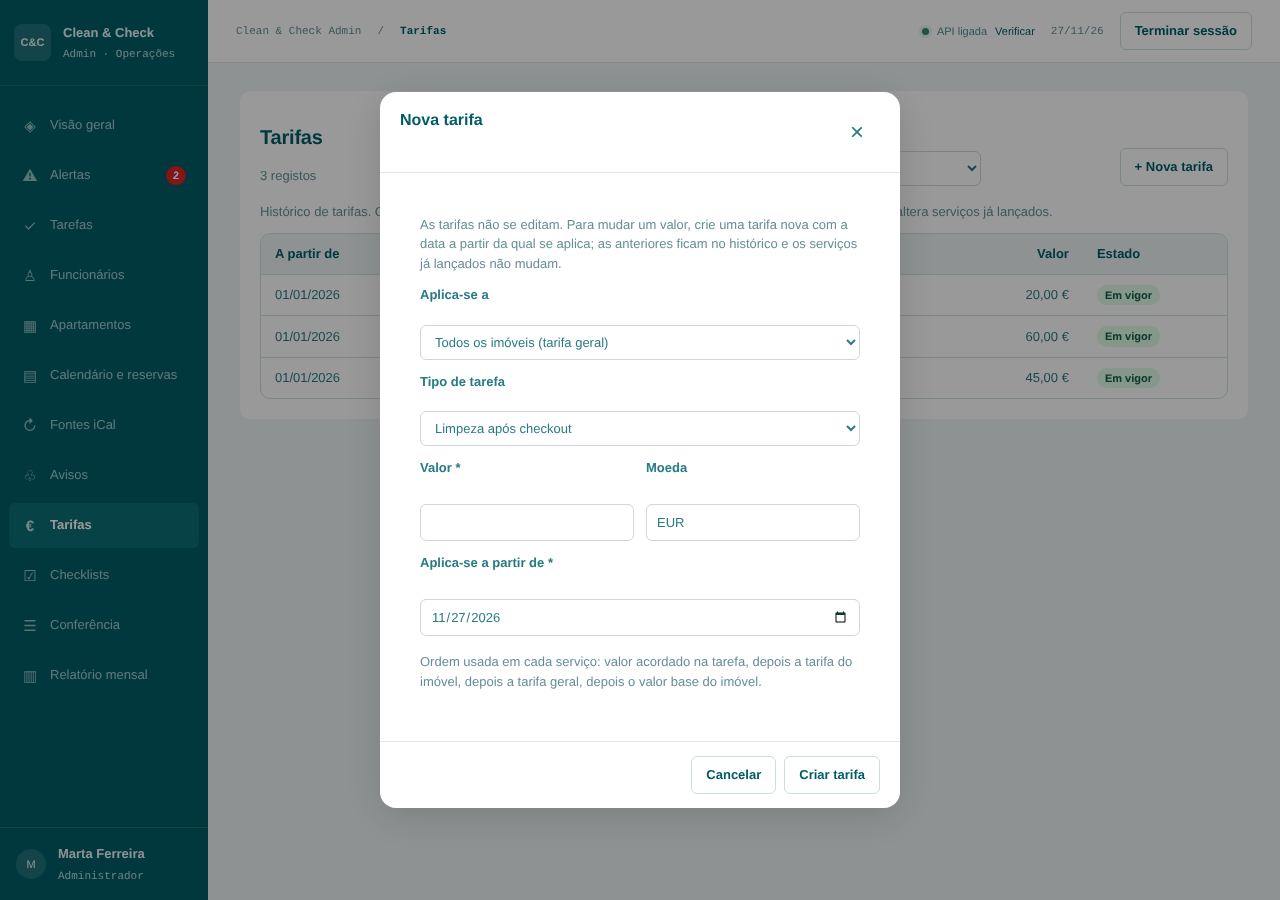 C&C
Clean & Check
Admin · Operações
Visão geral
Alertas
2
Tarefas
Funcionários
Apartamentos
Calendário e reservas
Fontes iCal
Avisos
€ Tarifas
Checklists
Conferência
Relatório mensal
M
Marta Ferreira
Administrador
Clean & Check Admin / Tarifas
API ligada Verificar
27/11/26
Terminar sessão
Tarifas
3 registos
+ Nova tarifa
Histórico de tarifas.
altera serviços já lançados.
A partir de
Valor
Estado
01/01/2026
20,00 €
Em vigor
01/01/2026
60,00 €
Em vigor
01/01/2026
45,00 €
Em vigor
Nova tarifa
As tarifas não se editam. Para mudar um valor, crie uma tarifa nova com a
data a partir da qual se aplica; as anteriores ficam no histórico e os serviços
já lançados não mudam.
Aplica-se a
Todos os imóveis (tarifa geral)
Tipo de tarefa
Limpeza após checkout
Valor *
Moeda
EUR
Aplica-se a partir de *
11/27/2026
Ordem usada em cada serviço: valor acordado na tarefa, depois a tarifa do
imóvel, depois a tarifa geral, depois o valor base do imóvel.
Cancelar
Criar tarifa